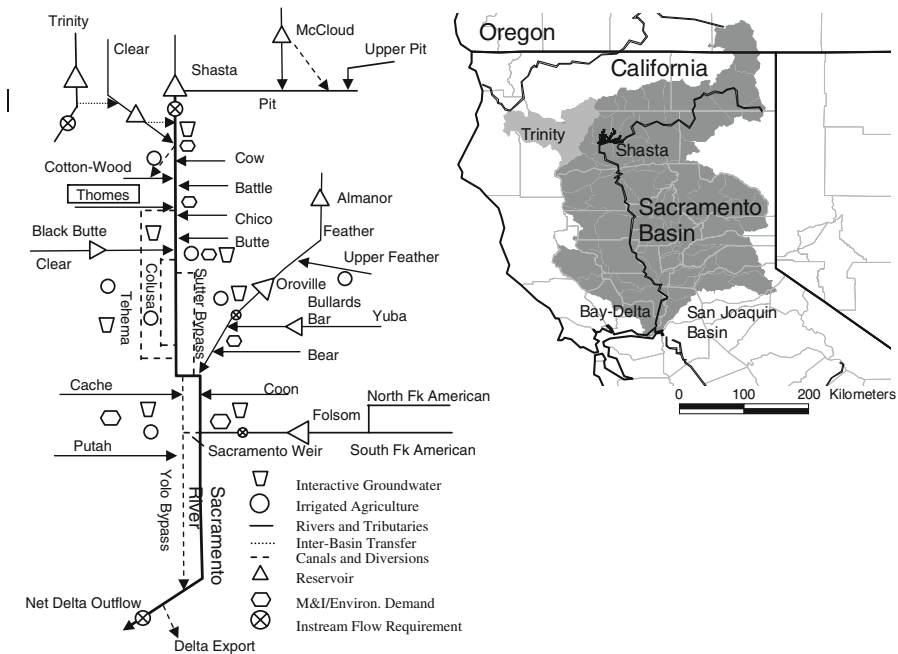 Trinity
Clear
McCloud
Upper Pit
Shasta
Pit
Cow
Cotton-Wood
Battle
Thomes
Chico
Almanor
Butte
Feather
Black Butte
Clear
Upper Feather
Oroville
Colusa
Tehema
Sutter Bypass
Bullards
Bar
Yuba
Bear
Cache
Coon
North Fk American
Folsom
South Fk American
Sacramento Weir
Putah
Yolo Bypass
Sacramento
River
Net Delta Outflow
Delta Export
Interactive Groundwater
Irrigated Agriculture
Rivers and Tributaries
Inter-Basin Transfer
Canals and Diversions
Reservoir
M&I/Environ. Demand
Instream Flow Requirement
Oregon
California
Trinity
Shasta
Sacramento
Basin
Bay-Delta
San Joaquin
Basin
0 100 200 Kilometers